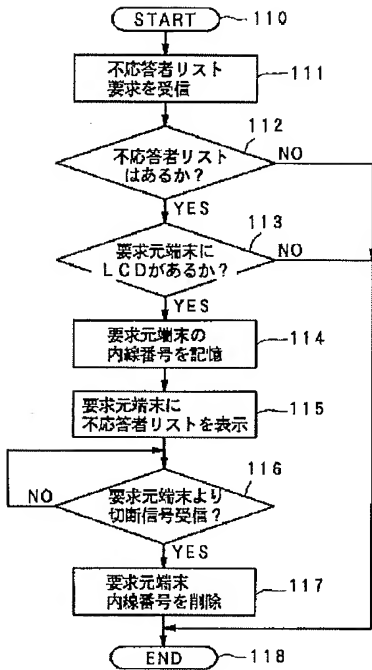 START
110
不応答者リスト
要求を受信
111
112
不応答者リスト
はあるか?
NO
YES
113
要求元端末に
LCDがあるか?
NO
YES
要求元端末の
内線番号を記憶
114
要求元端末に
不応答者リストを表示
115
116
要求元端末より
切断信号受信?
NO
YES
要求元端末
内線番号を削除
117
END
118